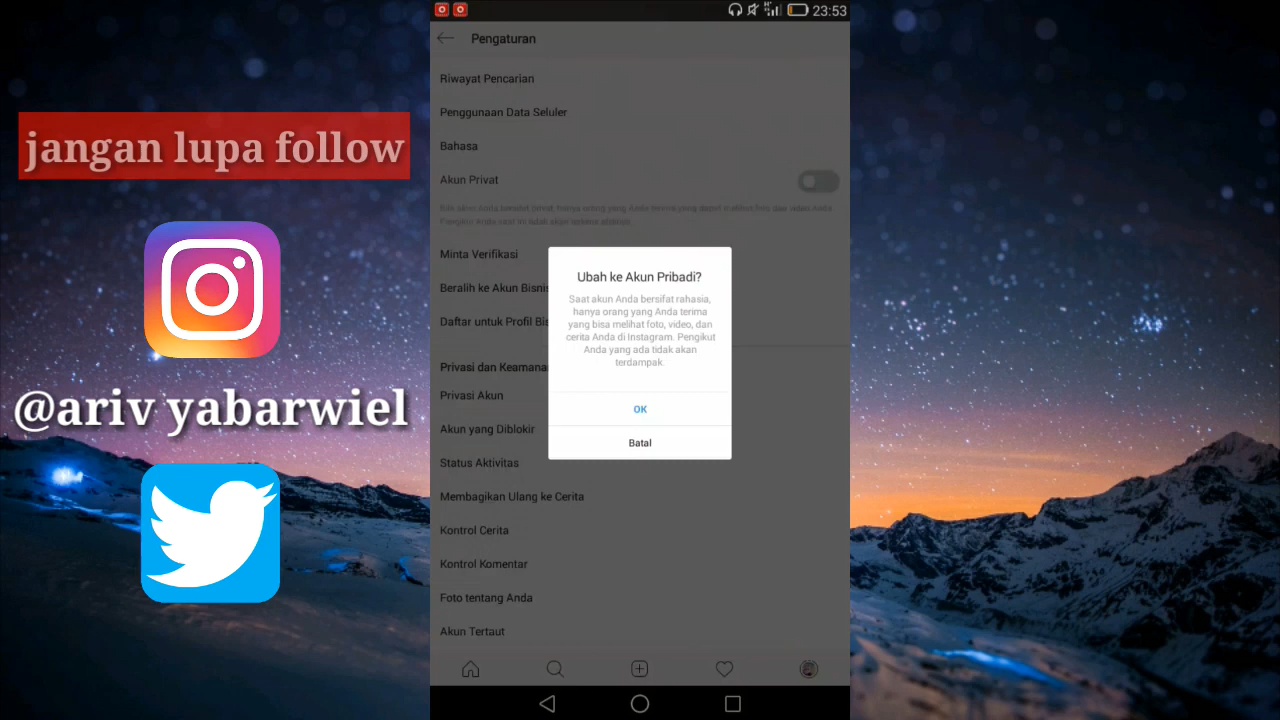 jangan lupa follow
@ariv yabarwiel
23:53
Pengaturan
Riwayat Pencarian
Penggunaan Data Seluler
Bahasa
Akun Privat
Minta Verifikasi
Beralih ke Akun Bisnis
Daftar untuk Profil Bis
Privasi dan Keamana
Privasi Akun
Akun yang Diblokir
Status Aktivitas
Membagikan Ulang ke Cerita
Kontrol Cerita
Kontrol Komentar
Foto tentang Anda
Akun Tertaut
Ubah ke Akun Pribadi?
Saat akun Anda bersifat rahasia,
hanya orang yang Anda terima
yang bisa melihat foto, video, dan
cerita Anda di Instagram. Pengikut
Anda yang ada tidak akan
terdampak.
OK
Batal